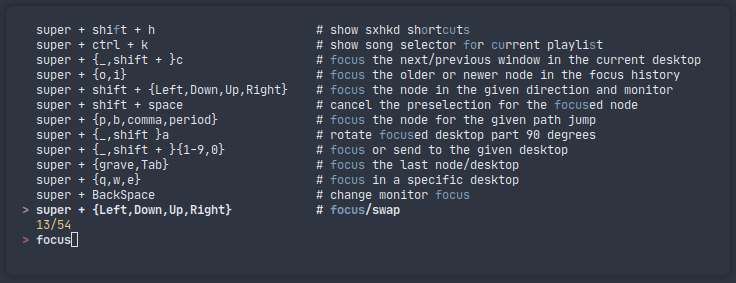 super + shift + h # show sxhkd shortcuts
super + ctrl + k # show song selector for current playlist
super + {_,shift + }c # focus the next/previous window in the current desktop
super + {o,i} # focus the older or newer node in the focus history
super + shift + {Left,Down,Up,Right} # focus the node in the given direction and monitor
super + shift + space # cancel the preselection for the focused node
super + {p,b,comma,period} # focus the node for the given path jump
super + {_,shift }a # rotate focused desktop part 90 degrees
super + {_,shift + }{1-9,0} # focus or send to the given desktop
super + {grave,Tab} # focus the last node/desktop
super + {q,w,e} # focus in a specific desktop
super + BackSpace # change monitor focus
> super + {Left,Down,Up,Right} # focus/swap
13/54
> focus